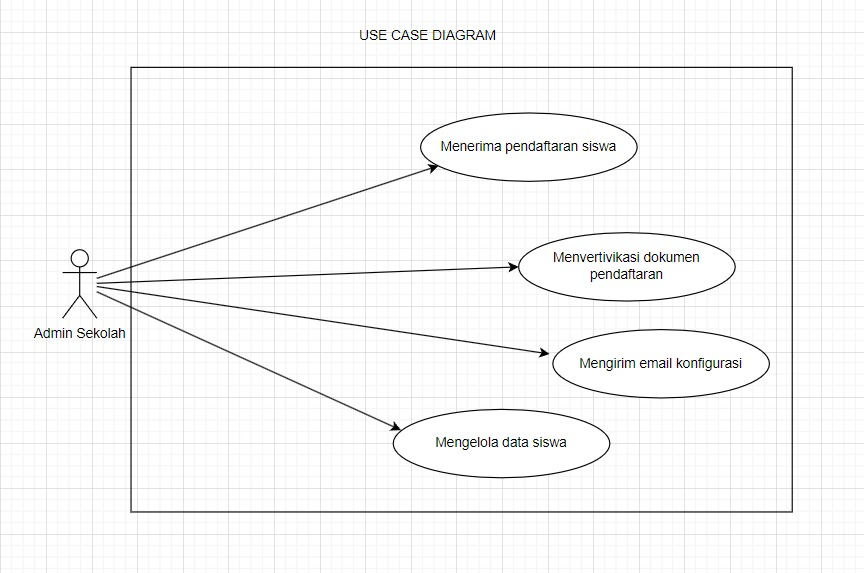 USE CASE DIAGRAM
Menerima pendaftaran siswa
Menvertivikasi dokumen
pendaftaran
Admin Sekolah
Mengirim email konfigurasi
Mengelola data siswa